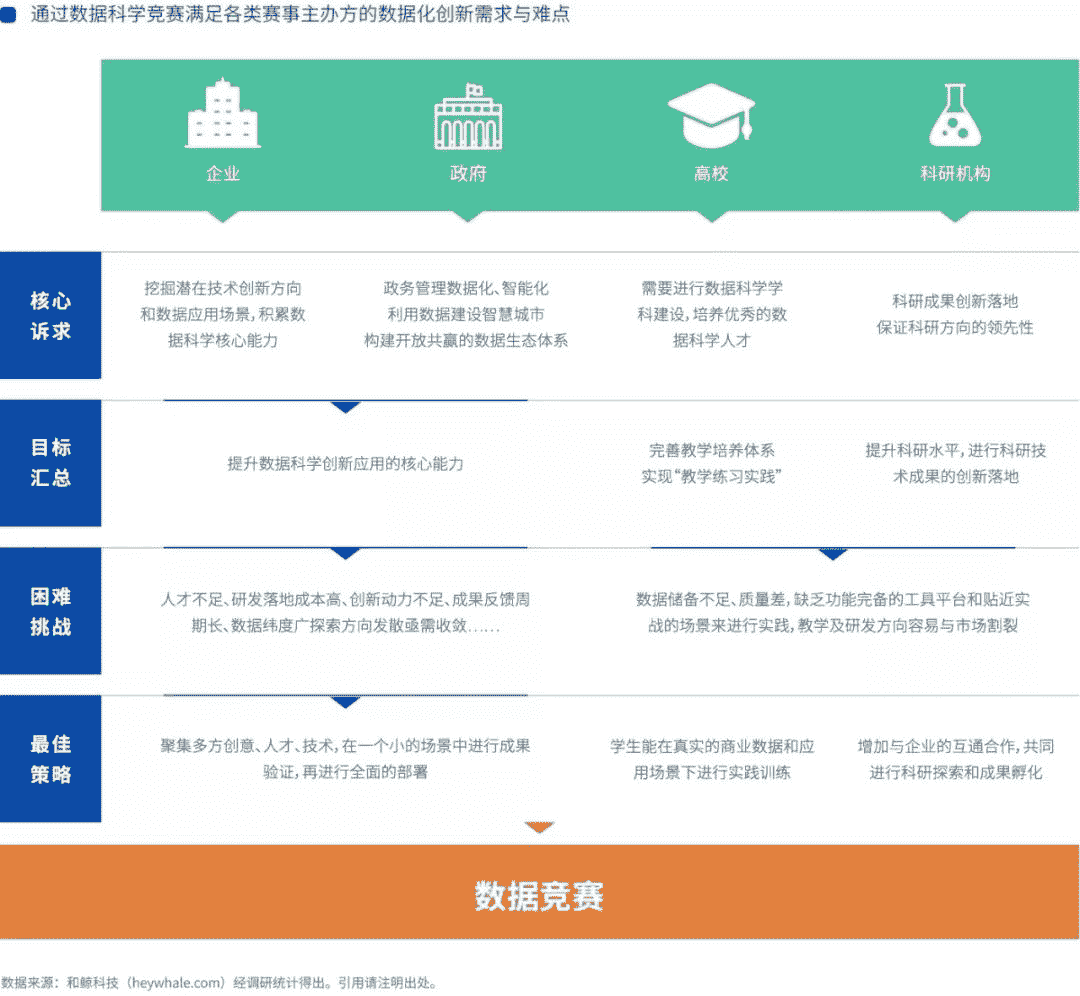 通过数据科学竞赛满足各类赛事主办方的数据化创新需求与难点
企业
政府
高校
科研机构
核心
诉求
挖掘潜在技术创新方向
和数据应用场景，积累数
据科学核心能力
政务管理数据化、智能化
利用数据建设智慧城市
构建开放共赢的数据生态体系
需要进行数据科学学
科建设，培养优秀的数
据科学人才
科研成果创新落地
保证科研方向的领先性
目标
汇总
提升数据科学创新应用的核心能力
完善教学培养体系
实现“教学练习实践”
提升科研水平，进行科研技
术成果的创新落地
困难
挑战
人才不足、研发落地成本高、创新动力不足、成果反馈周
期长、数据纬度广探索方向发散亟需收敛……
数据储备不足、质量差，缺乏功能完备的工具平台和贴近实
战的场景来进行实践，教学及研发方向容易与市场割裂
最佳
策略
聚集多方创意、人才、技术，在一个小的场景中进行成果
验证，再进行全面的部署
学生能在真实的商业数据和应
用场景下进行实践训练
增加与企业的互通合作，共同
进行科研探索和成果孵化
数据竞赛
数据来源：和鲸科技（heywhale.com）经调研统计得出。引用请注明出处。